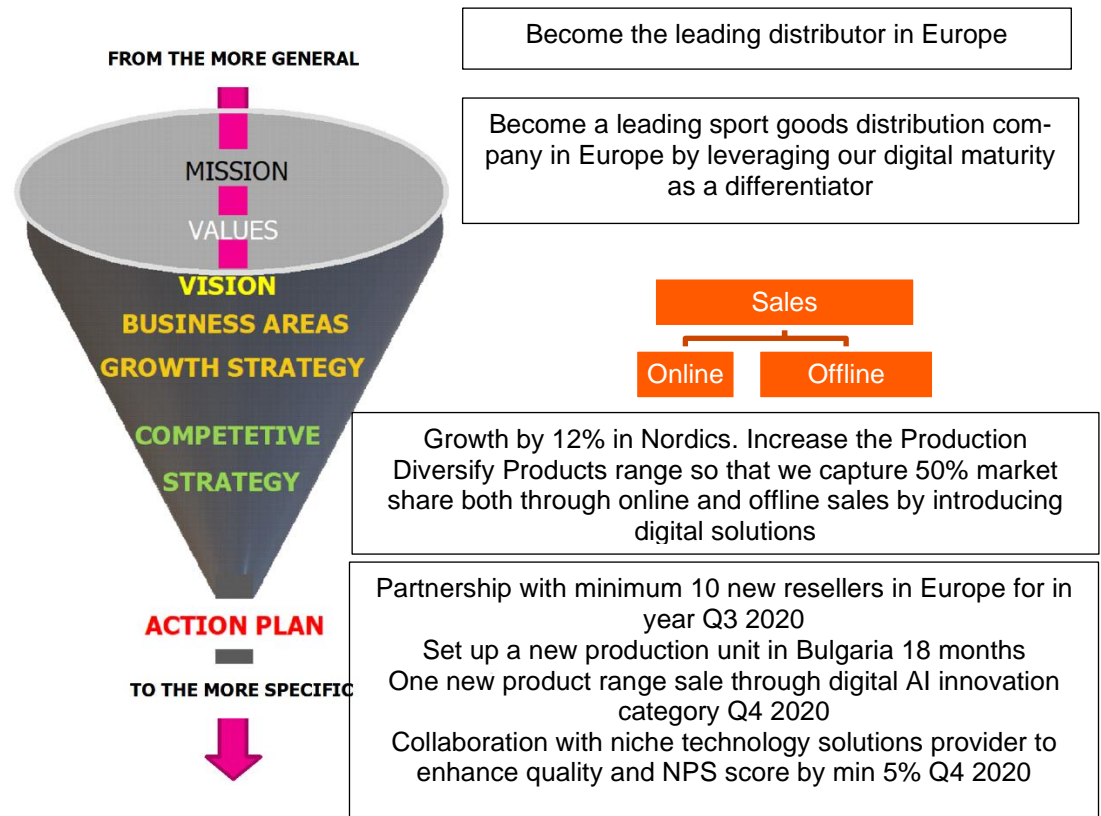 FROM THE MORE GENERAL
MISSION
VALUES
VISION
BUSINESS AREAS
GROWTH STRATEGY
COMPETETIVE
STRATEGY
ACTION PLAN
TO THE MORE SPECIFIC
Become the leading distributor in Europe
Become a leading sport goods distribution com-
pany in Europe by leveraging our digital maturity
as a differentiator
Sales
Online
Offline
Growth by 12% in Nordics. Increase the Production
Diversify Products range so that we capture 50% market
share both through online and offline sales by introducing
digital solutions
Partnership with minimum 10 new resellers in Europe for in
year Q3 2020
Set up a new production unit in Bulgaria 18 months
One new product range sale through digital AI innovation
category Q4 2020
Collaboration with niche technology solutions provider to
enhance quality and NPS score by min 5% Q4 2020